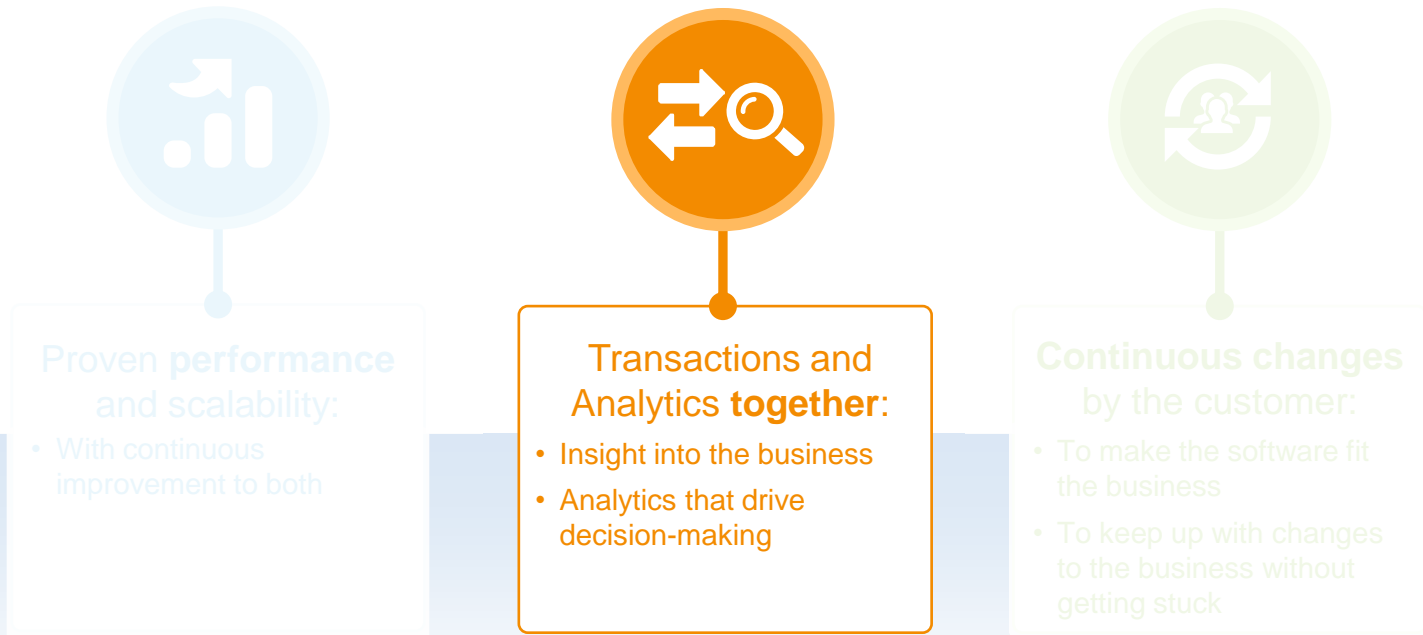 Proven performance
and scalability:
• With continuous
improvement to both
Transactions and
Analytics together:
• Insight into the business
• Analytics that drive
decision-making
Continuous changes
by the customer:
• To make the software fit
the business
• To keep up with changes
to the business without
getting stuck